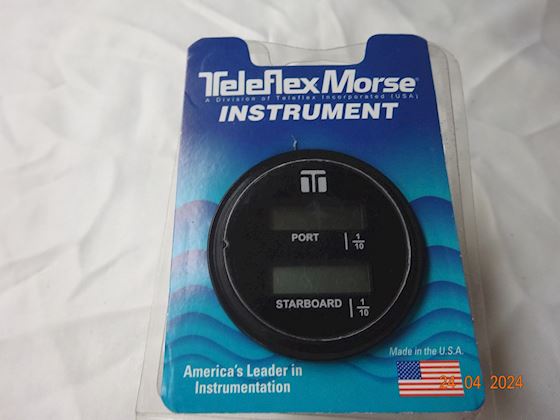 TeleflexMorse®
A Division of Teleflex Incorporated (USA)
INSTRUMENT
PORT 1/10
STARBOARD 1/10
America's Leader in
Instrumentation
Made in the U.S.A.
24 04 2024